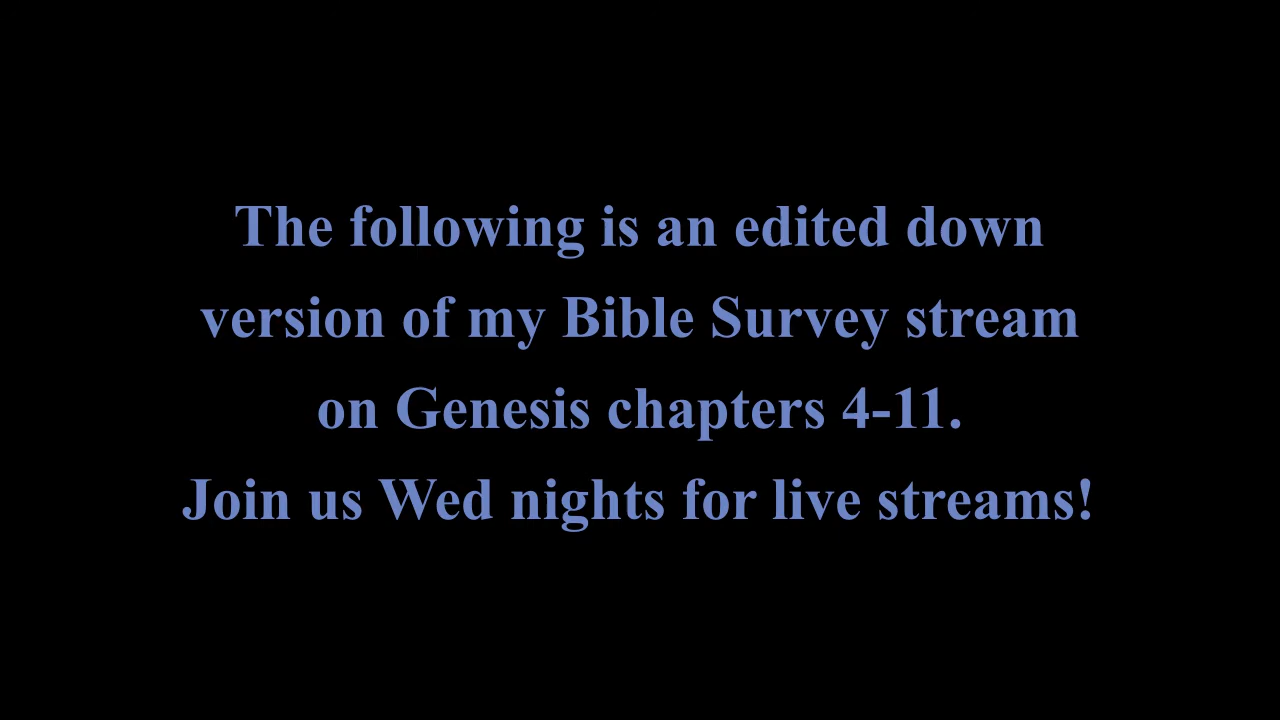 The following is an edited down
version of my Bible Survey stream
on Genesis chapters 4-11.
Join us Wed nights for live streams!